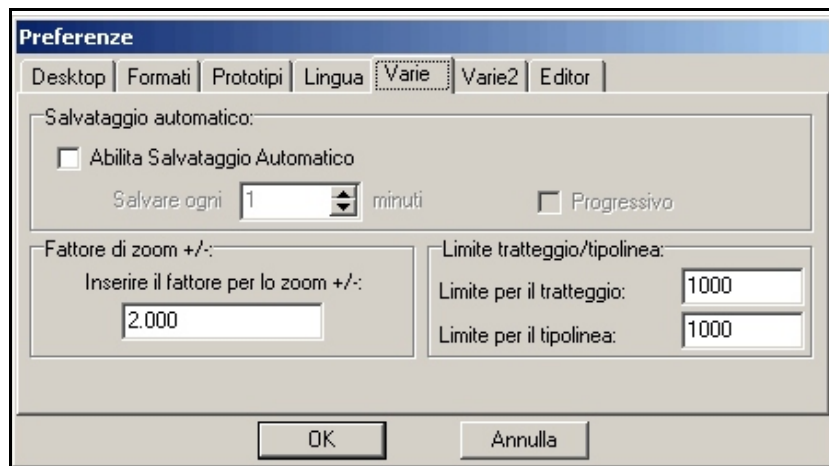 Preferenze
Desktop Formati Prototipi Lingua Varie Varie2 Editor
Salvataggio automatico:
Abilita Salvataggio Automatico
Salvare ogni 1 minuti Progressivo
Fattore di zoom +/-:
Inserire il fattore per lo zoom +/-:
2.000
Limite tratteggio/tipolinea:
Limite per il tratteggio: 1000
Limite per il tipolinea: 1000
OK Annulla